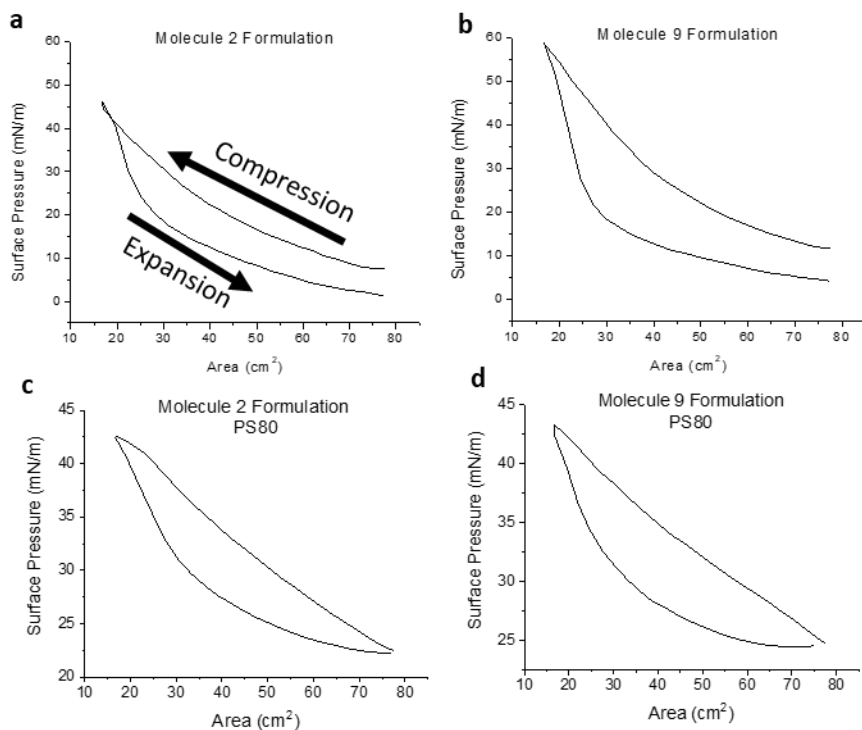 a
Molecule 2 Formulation
60
50
40
30
20
10
0
Surface Pressure (mN/m)
Compression
Expansion
10 20 30 40 50 60 70 80
Area (cm²)
b
Molecule 9 Formulation
60
50
40
30
20
10
0
Surface Pressure (mN/m)
10 20 30 40 50 60 70 80
Area (cm²)
c
Molecule 2 Formulation
PS80
45
40
35
30
25
20
Surface Pressure (mN/m)
10 20 30 40 50 60 70 80
Area (cm²)
d
Molecule 9 Formulation
PS80
45
40
35
30
25
Surface Pressure (mN/m)
10 20 30 40 50 60 70 80
Area (cm²)